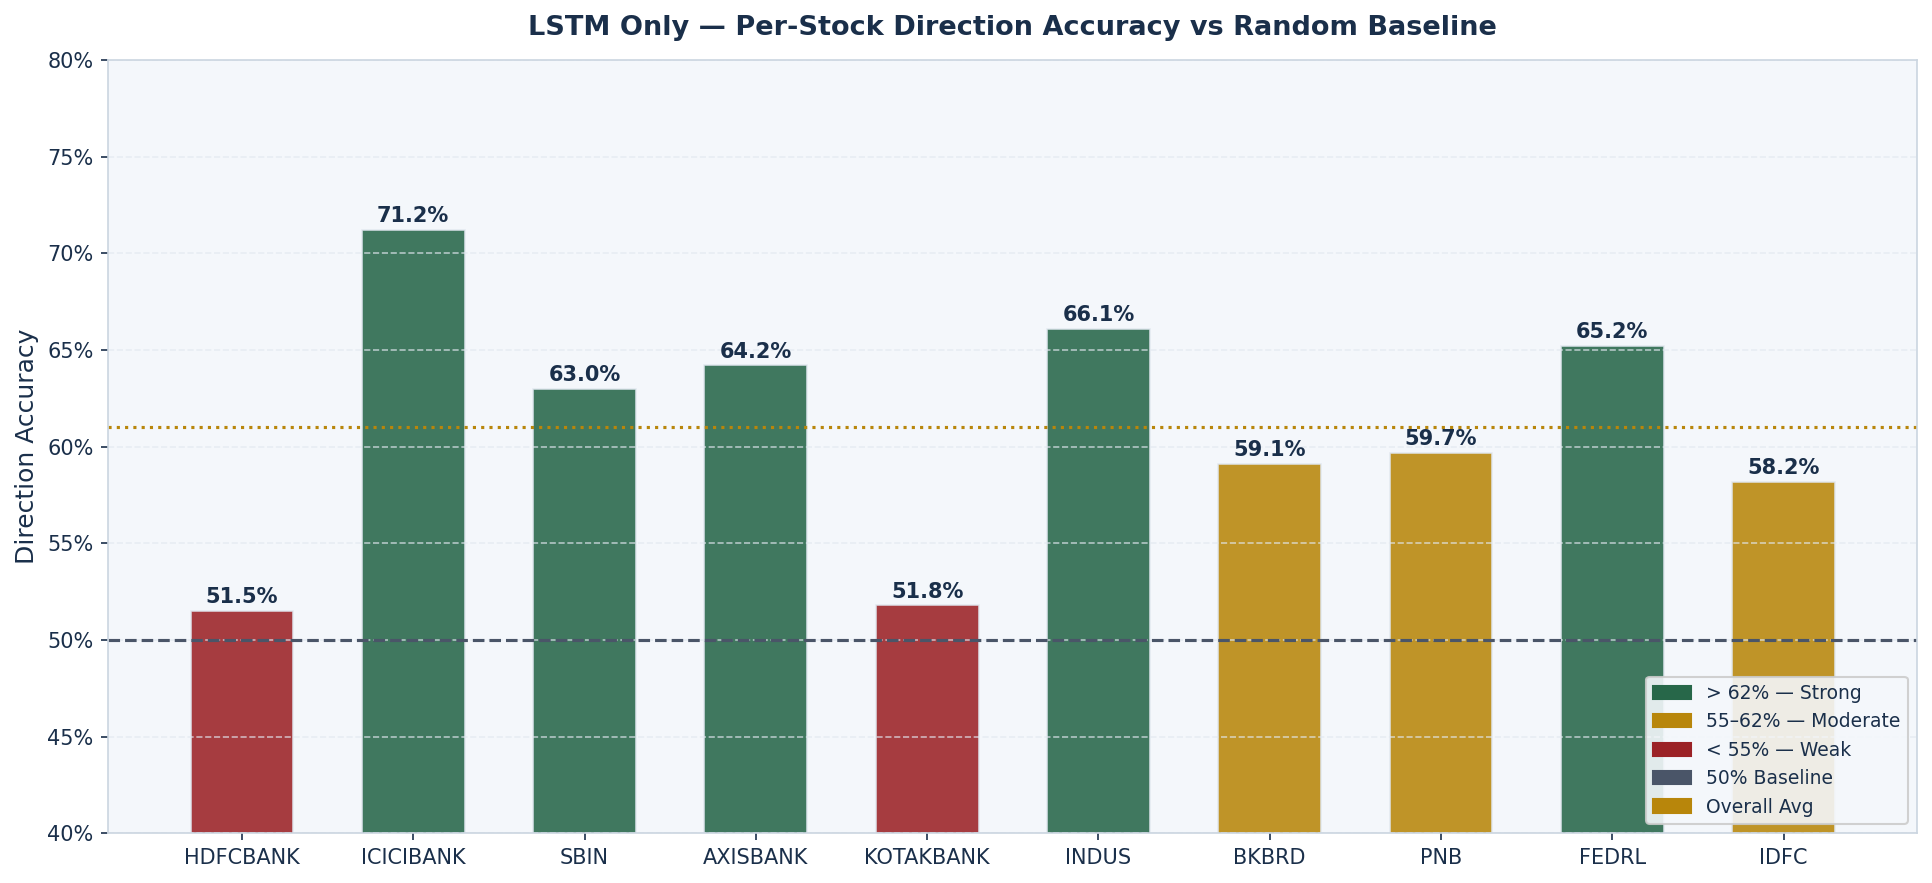 LSTM Only — Per-Stock Direction Accuracy vs Random Baseline
Direction Accuracy
80%
75%
70%
65%
60%
55%
50%
45%
40%
51.5%
71.2%
63.0%
64.2%
51.8%
66.1%
59.1%
59.7%
65.2%
58.2%
HDFCBANK
ICICIBANK
SBIN
AXISBANK
KOTAKBANK
INDUS
BKBRD
PNB
FEDRL
IDFC
> 62% — Strong
55–62% — Moderate
< 55% — Weak
50% Baseline
Overall Avg